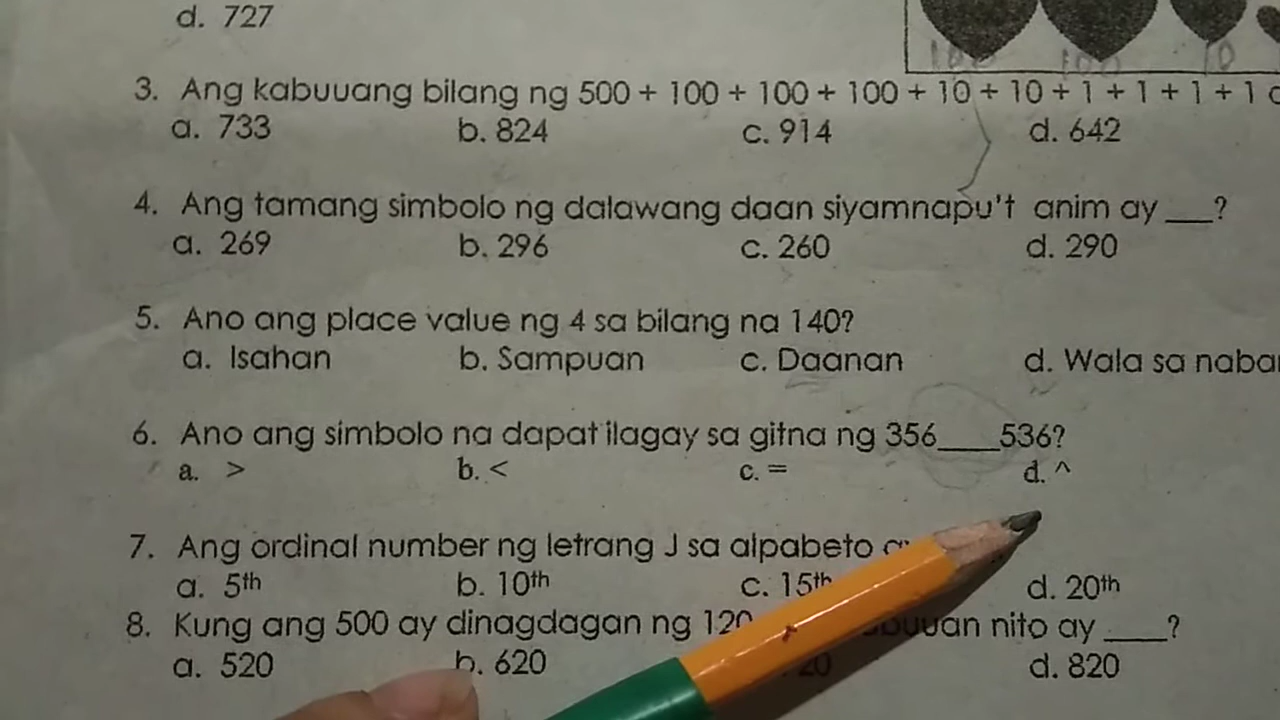 d. 727
3. Ang kabuuang bilang ng 500 + 100 + 100 + 100 + 10 + 10 + 1 + 1 + 1 + 1
a. 733 b. 824 c. 914 d. 642
4. Ang tamang simbolo ng dalawang daan siyamnapu't anim ay ___?
a. 269 b. 296 c. 260 d. 290
5. Ano ang place value ng 4 sa bilang na 140?
a. Isahan b. Sampuan c. Daanan d. Wala sa
6. Ano ang simbolo na dapat ilagay sa gitna ng 356____536?
a. > b. < c. = d. ^
7. Ang ordinal number ng letrang J sa alpabeto
a. 5th b. 10th c. 15th d. 20th
8. Kung ang 500 ay dinagdagan ng 120 nito ay ____?
a. 520 b. 620 d. 820